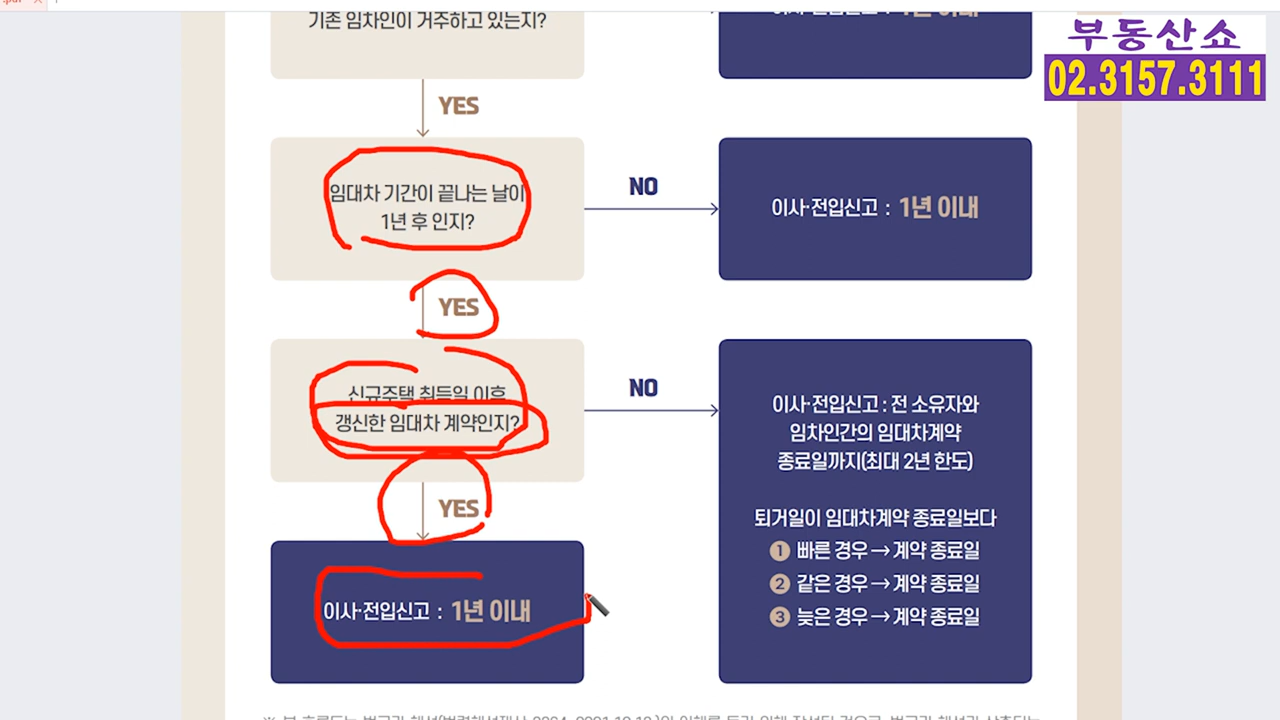 .pdf
기존 임차인이 거주하고 있는지?
1년 이내
부동산쇼
02.3157.3111
YES
임대차 기간이 끝나는 날이
1년 후 인지?
NO
이사·전입신고 : 1년 이내
YES
신규주택 취득일 이후
갱신한 임대차 계약인지?
NO
이사·전입신고 : 전 소유자와
임차인간의 임대차계약
종료일까지(최대 2년 한도)
퇴거일이 임대차계약 종료일보다
1 빠른 경우 → 계약 종료일
2 같은 경우 → 계약 종료일
3 늦은 경우 → 계약 종료일
YES
이사·전입신고 : 1년 이내